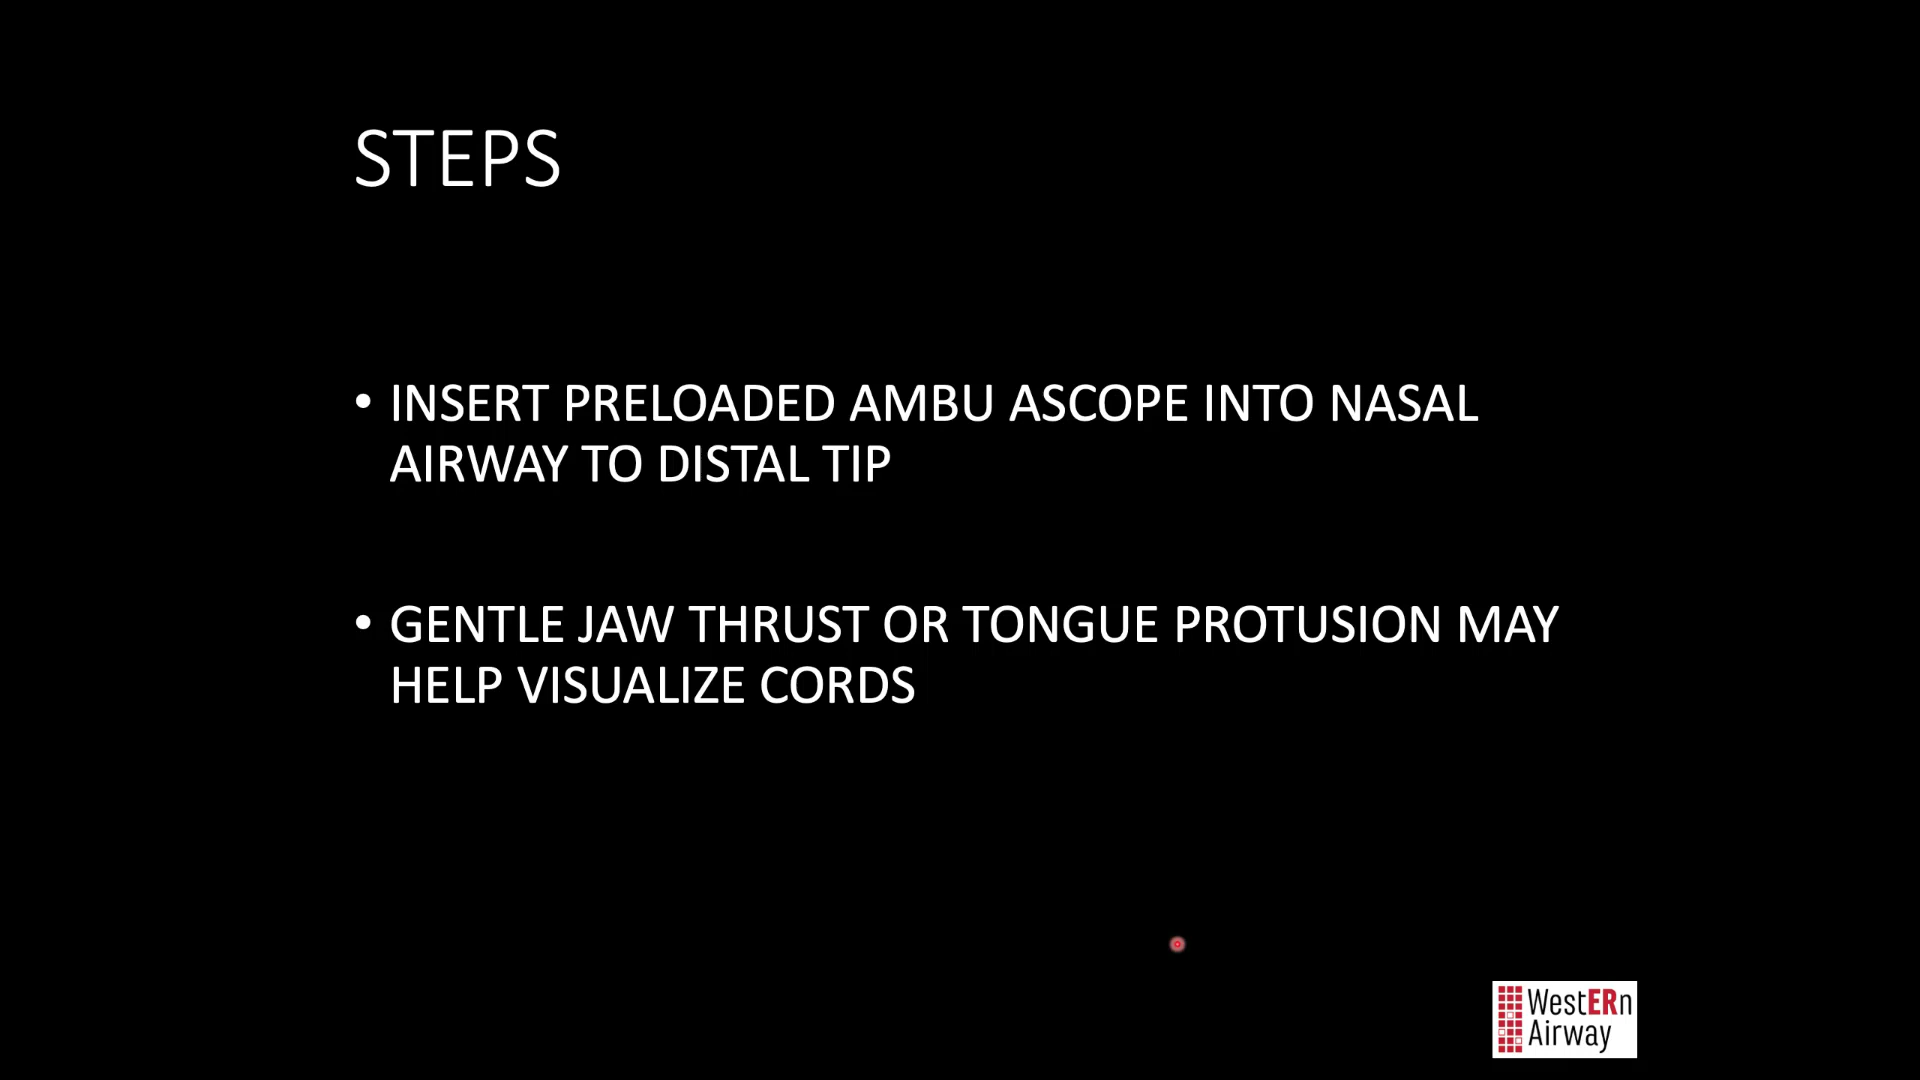 STEPS
• INSERT PRELOADED AMBU ASCOPE INTO NASAL
AIRWAY TO DISTAL TIP
• GENTLE JAW THRUST OR TONGUE PROTUSION MAY
HELP VISUALIZE CORDS
WestERn
Airway